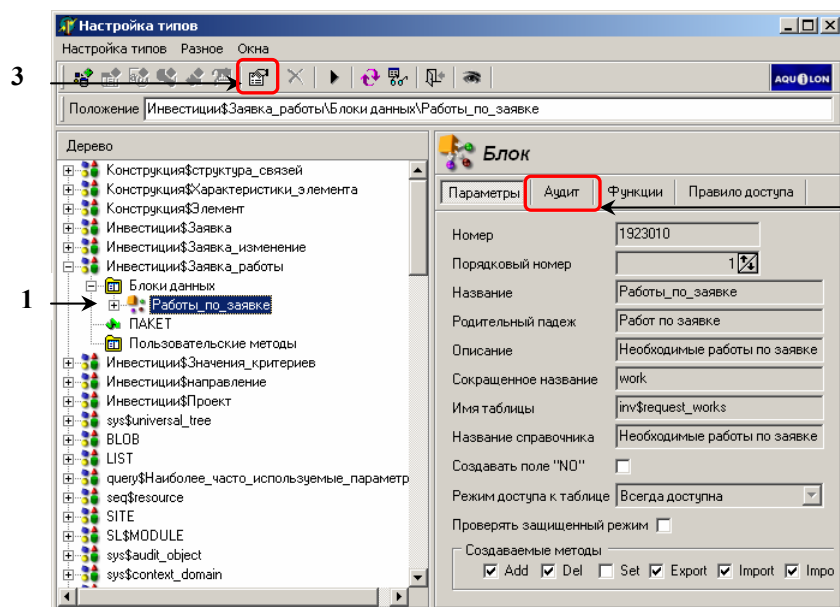 Настройка типов
Настройка типов Разное Окна
3
AQUILON
Положение Инвестиции$Заявка_работы\Блоки данных\Работы_по_заявке
Дерево
Конструкция$структура_связей
Конструкция$Характеристики_элемента
Конструкция$Элемент
Инвестиции$Заявка
Инвестиции$Заявка_изменение
Инвестиции$Заявка_работы
Блоки данных
1
Работы_по_заявке
ПАКЕТ
Пользовательские методы
Инвестиции$Значения_критериев
Инвестиции$направление
Инвестиции$Проект
sys$universal_tree
BLOB
LIST
query$Наиболее_часто_используемые_параметр
seq$resource
SITE
SL$MODULE
sys$audit_object
sys$context_domain
Блок
Параметры Аудит Функции Правило доступа
Номер 1923010
Порядковый номер 1
Название Работы_по_заявке
Родительный падеж Работ по заявке
Описание Необходимые работы по заявке
Сокращенное название work
Имя таблицы inv$request_works
Название справочника Необходимые работы по заявке
Создавать поле "NO"
Режим доступа к таблице Всегда доступна
Проверять защищенный режим
Создаваемые методы
Add Del Set Export Import Impo